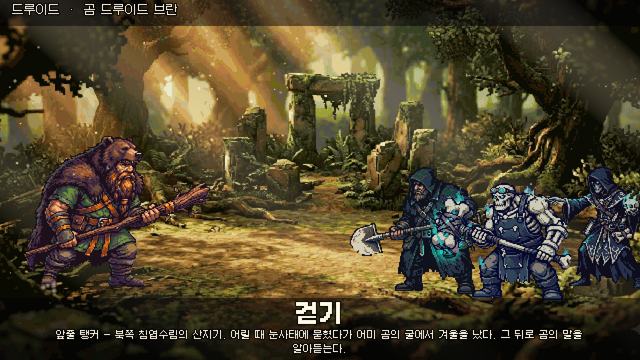 드루이드 · 곰 드루이드 브란
걷기
앞줄 탱커 - 북쪽 침엽수림의 산지기. 어릴 때 눈사태에 묻혔다가 어미 곰의 굴에서 겨울을 났다. 그 뒤로 곰의 말을
알아듣는다.